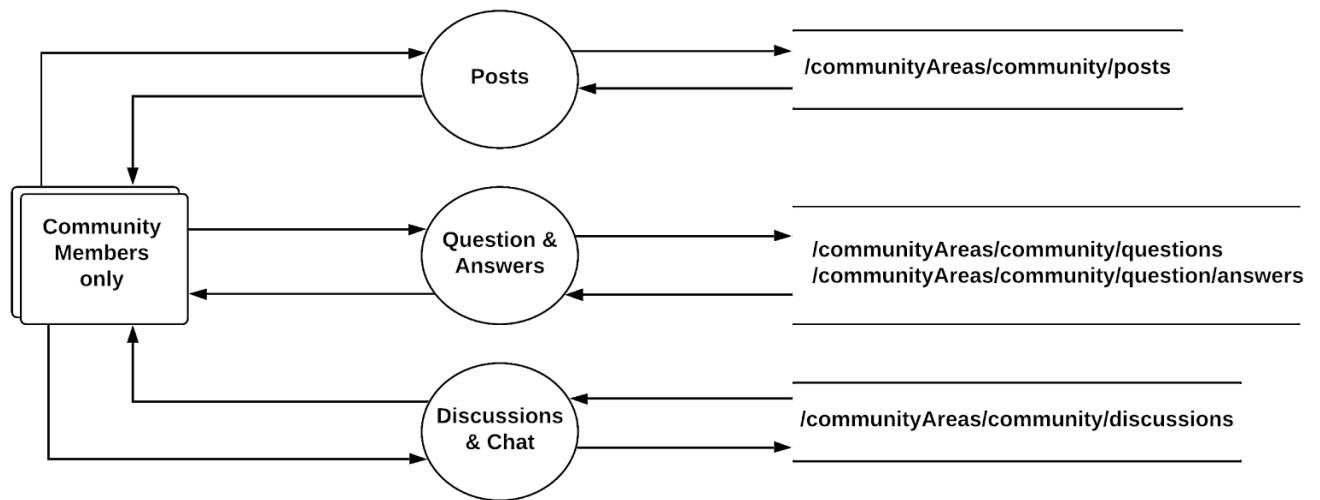 Posts
/communityAreas/community/posts
Community
Members
only
Question &
Answers
/communityAreas/community/questions
/communityAreas/community/question/answers
Discussions
& Chat
/communityAreas/community/discussions